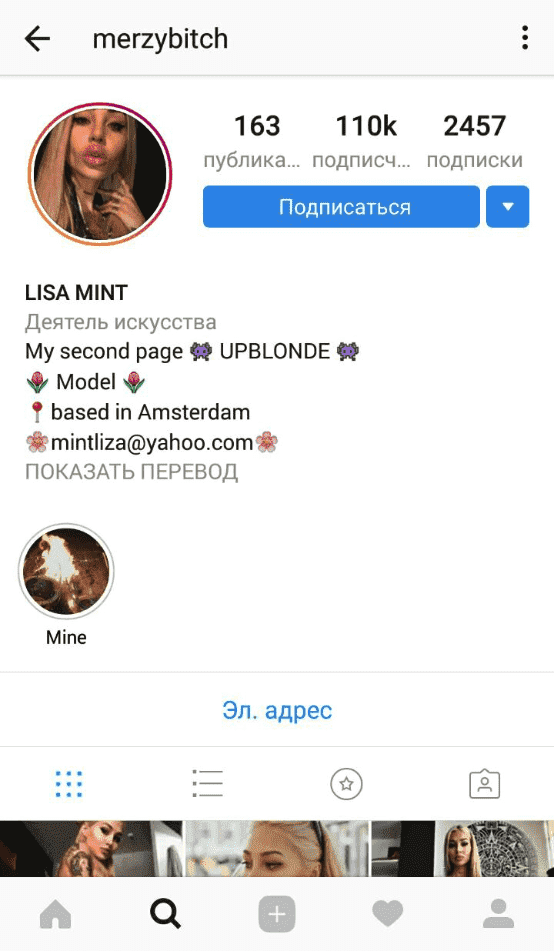 merzybitch
163 110k 2457
публика... подписч... подписки
Подписаться
LISA MINT
Деятель искусства
My second page 👾 UPBLONDE 👾
🌷 Model 🌷
📍based in Amsterdam
🌸mintliza@yahoo.com🌸
ПОКАЗАТЬ ПЕРЕВОД
Mine
Эл. адрес